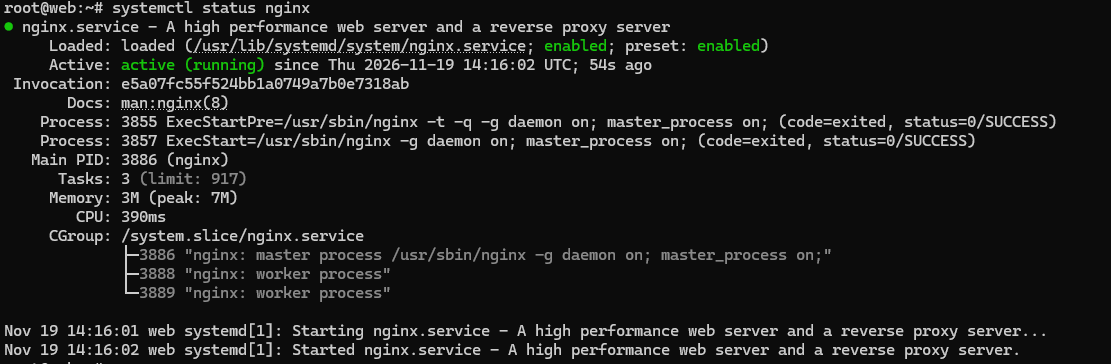 root@web:~# systemctl status nginx
● nginx.service - A high performance web server and a reverse proxy server
     Loaded: loaded (/usr/lib/systemd/system/nginx.service; enabled; preset: enabled)
     Active: active (running) since Thu 2026-11-19 14:16:02 UTC; 54s ago
 Invocation: e5a07fc55f524bb1a0749a7b0e7318ab
       Docs: man:nginx(8)
    Process: 3855 ExecStartPre=/usr/sbin/nginx -t -q -g daemon on; master_process on; (code=exited, status=0/SUCCESS)
    Process: 3857 ExecStart=/usr/sbin/nginx -g daemon on; master_process on; (code=exited, status=0/SUCCESS)
   Main PID: 3886 (nginx)
      Tasks: 3 (limit: 917)
     Memory: 3M (peak: 7M)
        CPU: 390ms
     CGroup: /system.slice/nginx.service
             ├─3886 "nginx: master process /usr/sbin/nginx -g daemon on; master_process on;"
             ├─3888 "nginx: worker process"
             └─3889 "nginx: worker process"
Nov 19 14:16:01 web systemd[1]: Starting nginx.service - A high performance web server and a reverse proxy server...
Nov 19 14:16:02 web systemd[1]: Started nginx.service - A high performance web server and a reverse proxy server.